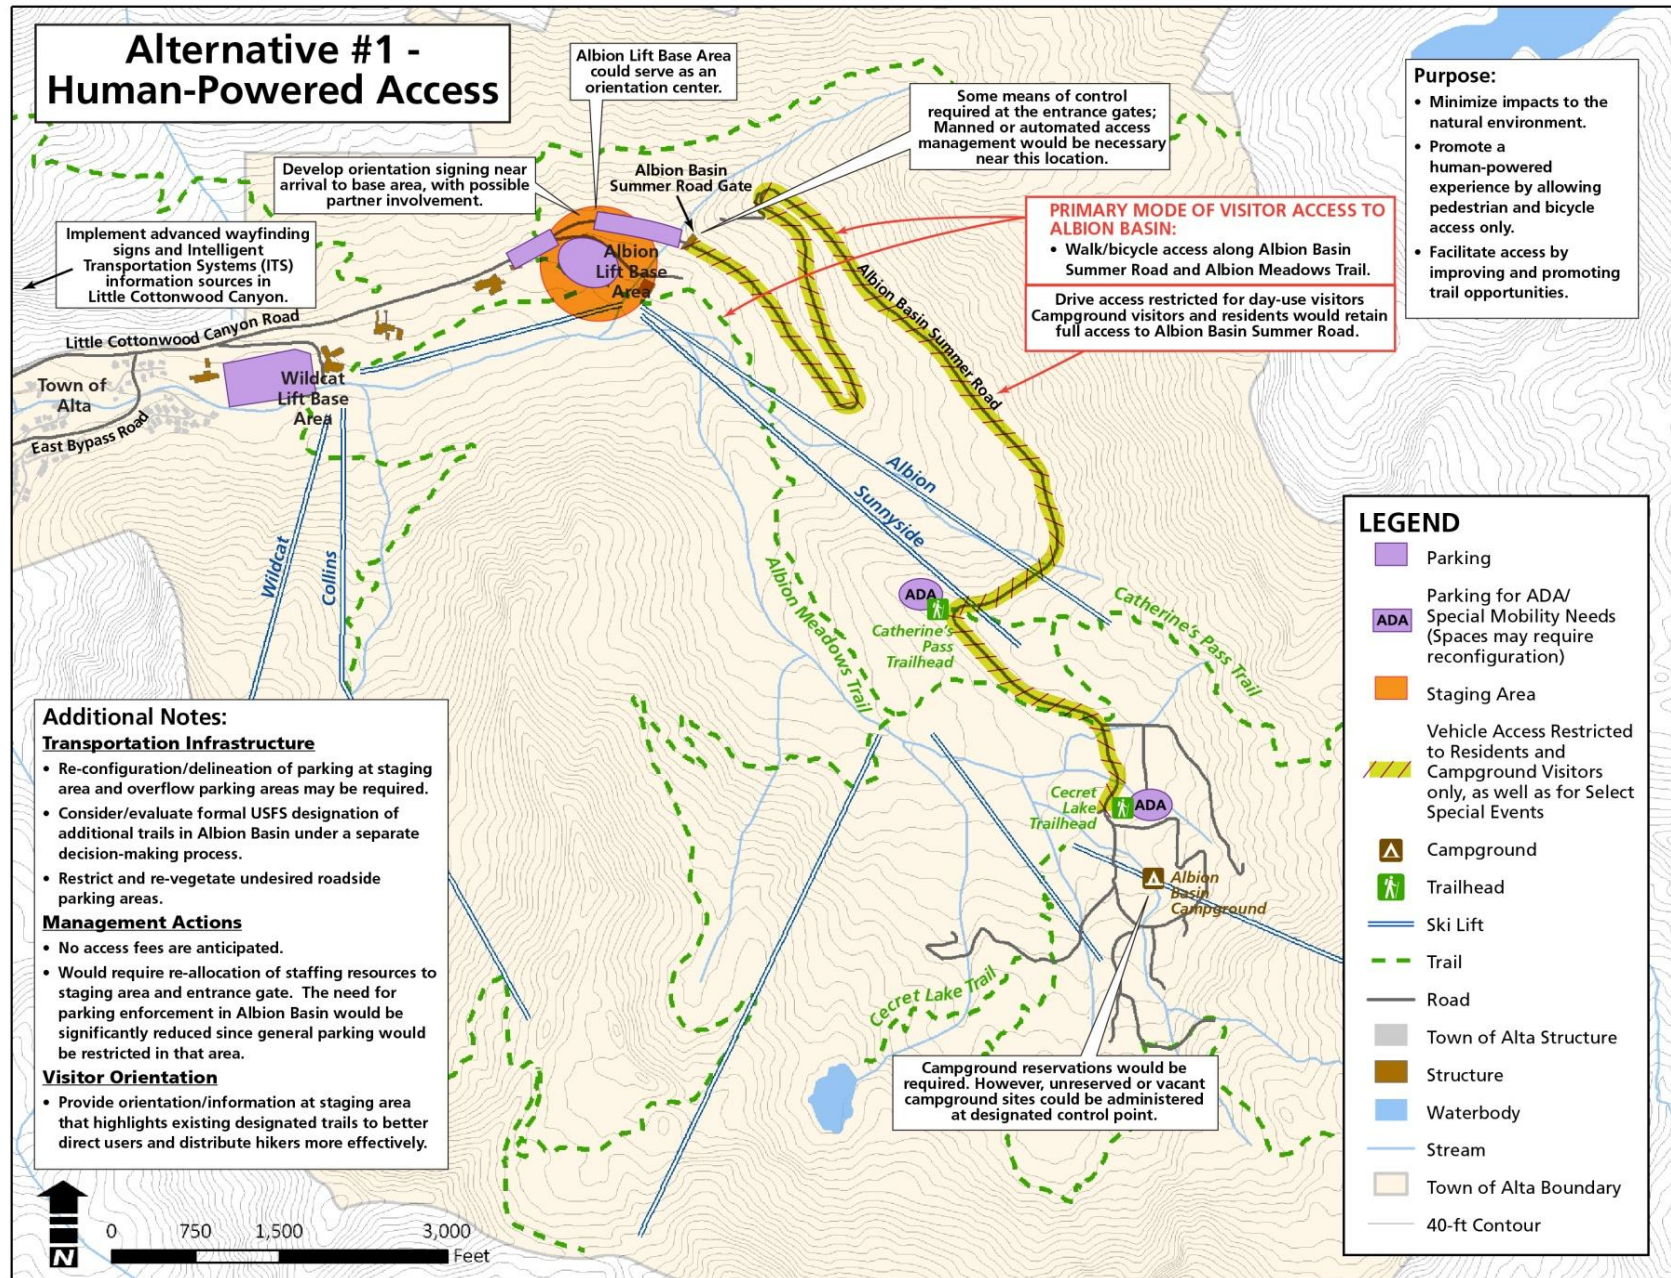 Alternative #1 -
Human-Powered Access
Albion Lift Base Area
could serve as an
orientation center.
Some means of control
required at the entrance gates;
Manned or automated access
management would be necessary
near this location.
Purpose:
• Minimize impacts to the
natural environment.
• Promote a
human-powered
experience by allowing
pedestrian and bicycle
access only.
• Facilitate access by
improving and promoting
trail opportunities.
Develop orientation signing near
arrival to base area, with possible
partner involvement.
Albion Basin
Summer Road Gate
Implement advanced wayfinding
signs and Intelligent
Transportation Systems (ITS)
information sources in
Little Cottonwood Canyon.
PRIMARY MODE OF VISITOR ACCESS TO
ALBION BASIN:
• Walk/bicycle access along Albion Basin
Summer Road and Albion Meadows Trail.
Drive access restricted for day-use visitors
Campground visitors and residents would retain
full access to Albion Basin Summer Road.
Albion
Lift Base
Area
Albion Basin Summer Road
Little Cottonwood Canyon Road
Town of
Alta
Wildcat
Lift Base
Area
East Bypass Road
Albion
Sunnyside
Wildcat
Collins
Albion Meadows Trail
ADA
Catherine's
Pass
Trailhead
Catherine's Pass Trail
Cecret
Lake
Trailhead
ADA
Albion
Basin
Campground
Cecret Lake Trail
Campground reservations would be
required. However, unreserved or vacant
campground sites could be administered
at designated control point.
Additional Notes:
Transportation Infrastructure
• Re-configuration/delineation of parking at staging
area and overflow parking areas may be required.
• Consider/evaluate formal USFS designation of
additional trails in Albion Basin under a separate
decision-making process.
• Restrict and re-vegetate undesired roadside
parking areas.
Management Actions
• No access fees are anticipated.
• Would require re-allocation of staffing resources to
staging area and entrance gate. The need for
parking enforcement in Albion Basin would be
significantly reduced since general parking would
be restricted in that area.
Visitor Orientation
• Provide orientation/information at staging area
that highlights existing designated trails to better
direct users and distribute hikers more effectively.
N
0 750 1,500 3,000
Feet
LEGEND
Parking
ADA
Parking for ADA/
Special Mobility Needs
(Spaces may require
reconfiguration)
Staging Area
Vehicle Access Restricted
to Residents and
Campground Visitors
only, as well as for Select
Special Events
Campground
Trailhead
Ski Lift
Trail
Road
Town of Alta Structure
Structure
Waterbody
Stream
Town of Alta Boundary
40-ft Contour